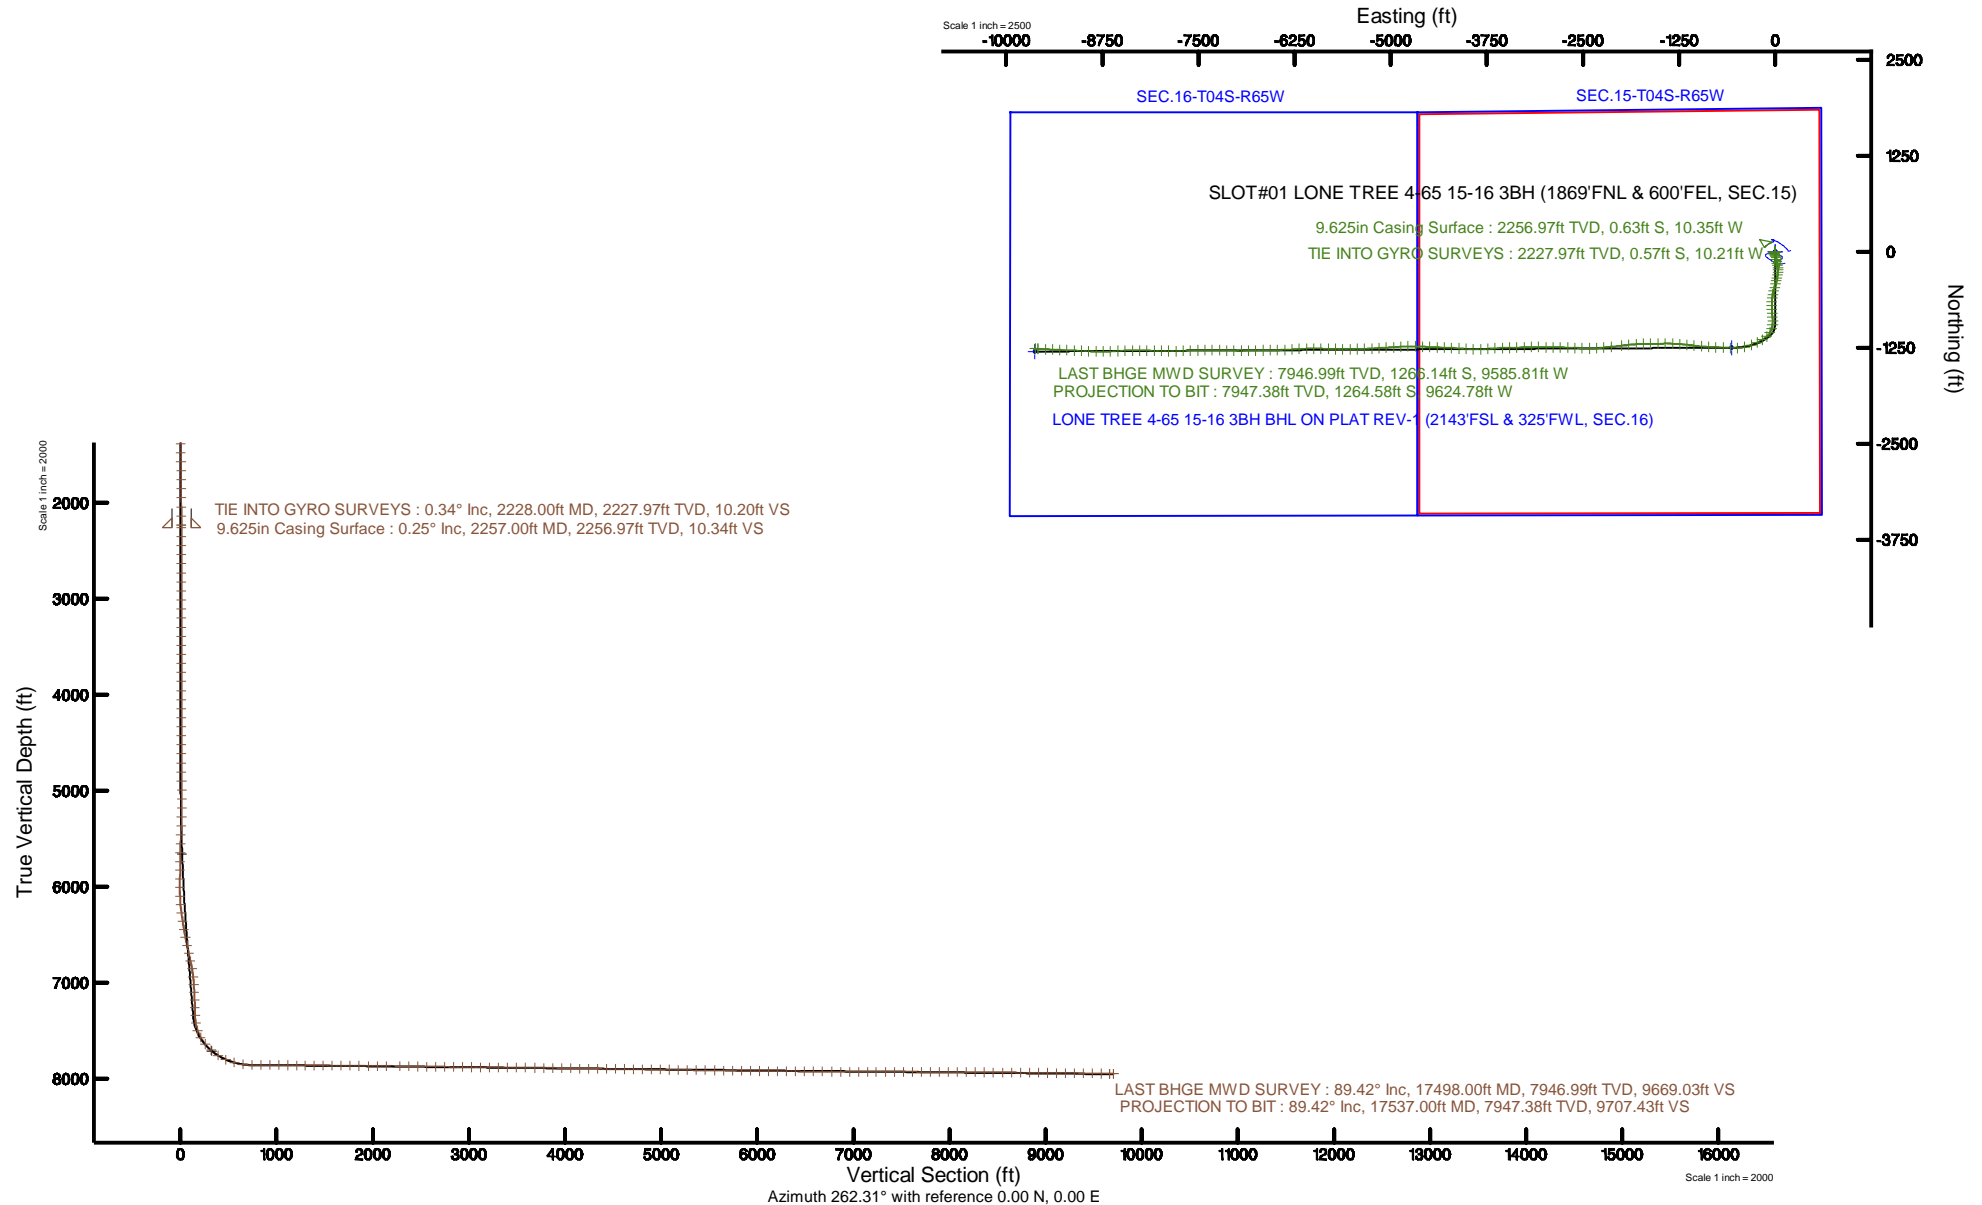 Easting (ft)
Scale 1 inch = 2500
-10000 -8750 -7500 -6250 -5000 -3750 -2500 -1250 0
2500
1250
0
-1250
-2500
-3750
Northing (ft)
SEC.16-T04S-R65W
SEC.15-T04S-R65W
SLOT#01 LONE TREE 4-65 15-16 3BH (1869'FNL & 600'FEL, SEC.15)
9.625in Casing Surface : 2256.97ft TVD, 0.63ft S, 10.35ft W
TIE INTO GYRO SURVEYS : 2227.97ft TVD, 0.57ft S, 10.21ft W
LAST BHGE MWD SURVEY : 7946.99ft TVD, 1266.14ft S, 9585.81ft W
PROJECTION TO BIT : 7947.38ft TVD, 1264.58ft S, 9624.78ft W
LONE TREE 4-65 15-16 3BH BHL ON PLAT REV-1 (2143'FSL & 325'FWL, SEC.16)
Scale 1 inch = 2000
True Vertical Depth (ft)
2000
3000
4000
5000
6000
7000
8000
TIE INTO GYRO SURVEYS : 0.34° Inc, 2228.00ft MD, 2227.97ft TVD, 10.20ft VS
9.625in Casing Surface : 0.25° Inc, 2257.00ft MD, 2256.97ft TVD, 10.34ft VS
LAST BHGE MWD SURVEY : 89.42° Inc, 17498.00ft MD, 7946.99ft TVD, 9669.03ft VS
PROJECTION TO BIT : 89.42° Inc, 17537.00ft MD, 7947.38ft TVD, 9707.43ft VS
0 1000 2000 3000 4000 5000 6000 7000 8000 9000 10000 11000 12000 13000 14000 15000 16000
Vertical Section (ft)
Scale 1 inch = 2000
Azimuth 262.31° with reference 0.00 N, 0.00 E